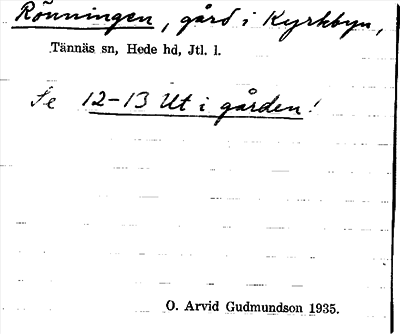 Rönningen, gård i Kyrkbyn,
Tännäs sn, Hede hd, Jtl. l.
Se 12-13 Ut i gården!
O. Arvid Gudmundson 1935.